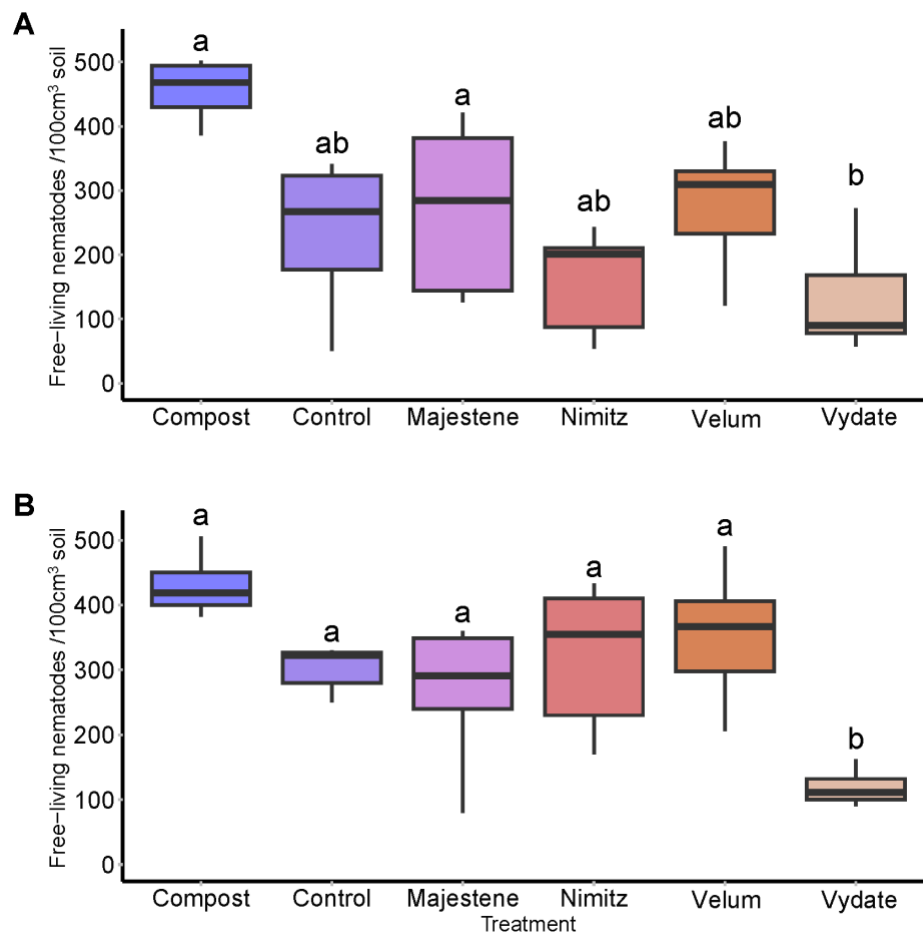 A
Free-living nematodes /100cm³ soil
500
400
300
200
100
0
a
ab
a
ab
ab
b
Compost Control Majestene Nimitz Velum Vydate
B
Free-living nematodes /100cm³ soil
500
400
300
200
100
0
a
a
a
a
a
b
Compost Control Majestene Nimitz Velum Vydate
Treatment